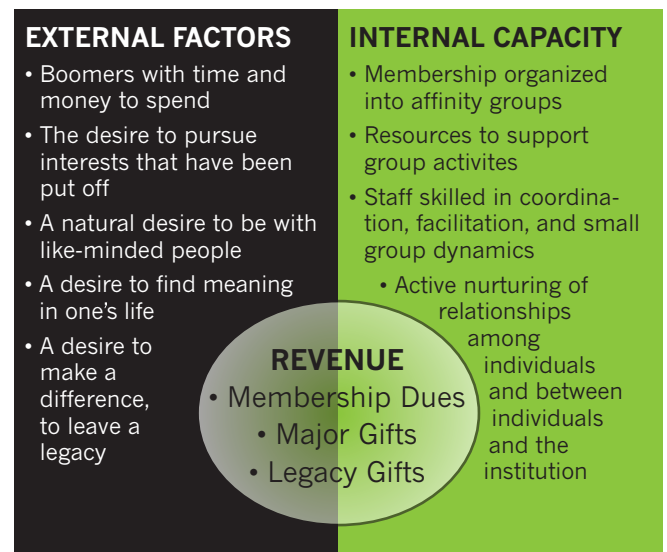 EXTERNAL FACTORS
• Boomers with time and
money to spend
• The desire to pursue
interests that have been
put off
• A natural desire to be with
like-minded people
• A desire to find meaning
in one's life
• A desire to
make a
difference,
to leave a
legacy
INTERNAL CAPACITY
• Membership organized
into affinity groups
• Resources to support
group activites
• Staff skilled in coordina-
tion, facilitation, and small
group dynamics
• Active nurturing of
relationships
among
individuals
and between
individuals
and the
institution
REVENUE
• Membership Dues
• Major Gifts
• Legacy Gifts